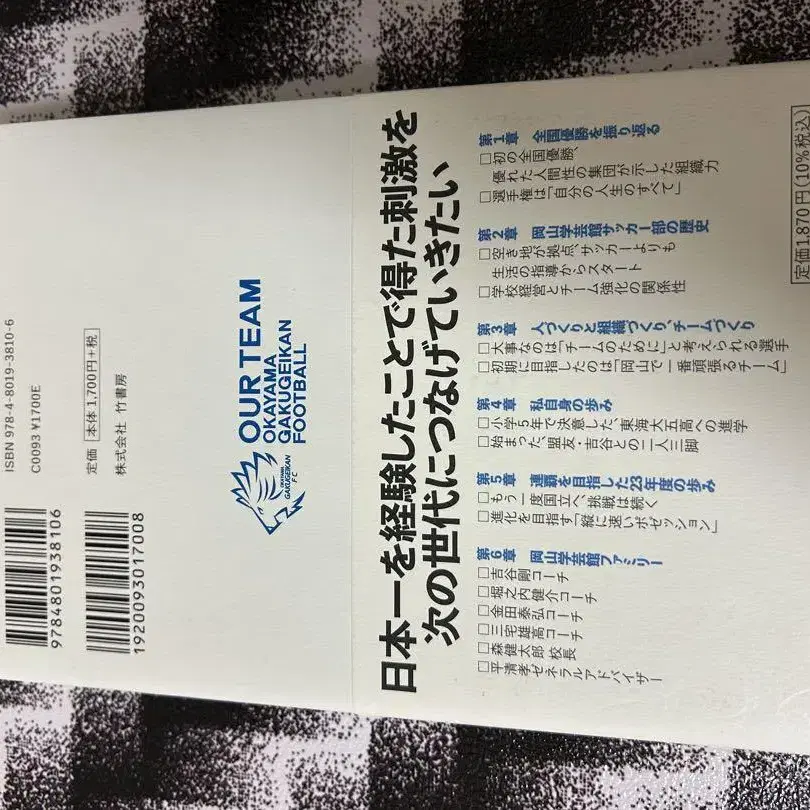 ISBN 978-4-8019-3810-6
C0093 ¥1700E
定価 本体 1,700円+税
株式会社 竹書房
9784801938106
1920093017008
OUR TEAM
OKAYAMA
GAKUGEIKAN
FOOTBALL
OKAYAMA
GAKUGEIKAN
FC
日本一を経験したことで得た刺激を
次の世代につなげていきたい
第1章 全国優勝を振り返る
□初の全国優勝、
優れた人間性の集団が示した組織力
□選手権は「自分の人生のすべて」
第2章 岡山学芸館サッカー部の歴史
□空き地が拠点、サッカーよりも
生活の指導からスタート
□学校経営とチーム強化の関係性
第3章 人づくりと組織づくり、チームづくり
□大事なのは「チームのために」と考えられる選手
□初期に目指したのは「岡山で一番頑張るチーム」
第4章 私自身の歩み
□小学5年で決意した、東海大五高への進学
□始まった、盟友・吉谷との二人三脚
第5章 連覇を目指した23年度の歩み
□もう一度国立へ、挑戦は続く
□進化を目指す「縦に速いポゼッション」
第6章 岡山学芸館ファミリー
□吉谷剛コーチ
□堀之内健介コーチ
□金田泰弘コーチ
□三宅雄高コーチ
□森健太郎 校長
□平清孝ゼネラルアドバイザー
定価1,870円(10%税込)